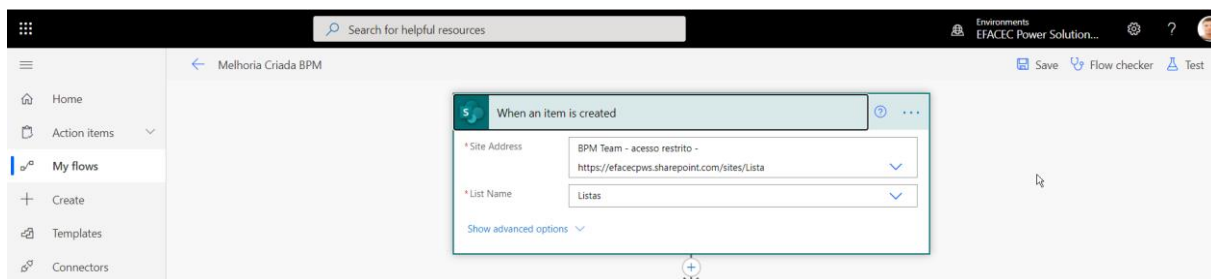 Search for helpful resources
Environments
EFACEC Power Solution...
?
Melhoria Criada BPM
Save Flow checker Test
Home
Action items
My flows
Create
Templates
Connectors
S
When an item is created
* Site Address
BPM Team - acesso restrito -
https://efacecpws.sharepoint.com/sites/Lista
* List Name
Listas
Show advanced options